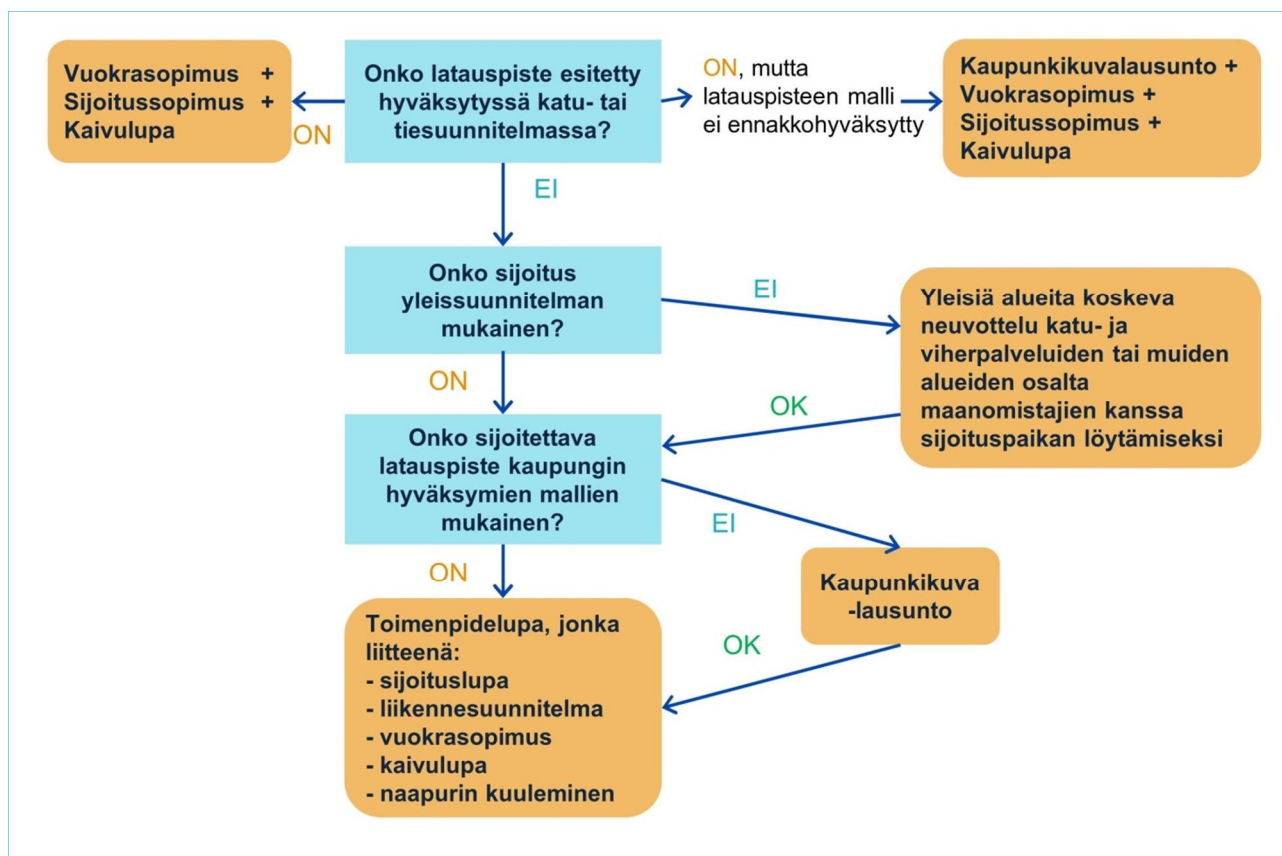 Vuokrasopimus +
Sijoitussopimus +
Kaivulupa
ON
Onko latauspiste esitetty
hyväksytyssä katu- tai
tiesuunnitelmassa?
ON, mutta
latauspisteen malli
ei ennakkohyväksytty
Kaupunkikuvalausunto +
Vuokrasopimus +
Sijoitussopimus +
Kaivulupa
EI
Onko sijoitus
yleissuunnitelman
mukainen?
EI
Yleisiä alueita koskeva
neuvottelu katu- ja
viherpalveluiden tai muiden
alueiden osalta
maanomistajien kanssa
sijoituspaikan löytämiseksi
ON
OK
Onko sijoitettava
latauspiste kaupungin
hyväksymien mallien
mukainen?
EI
Kaupunkikuva
-lausunto
ON
OK
Toimenpidelupa, jonka
liitteenä:
- sijoituslupa
- liikennesuunnitelma
- vuokrasopimus
- kaivulupa
- naapurin kuuleminen